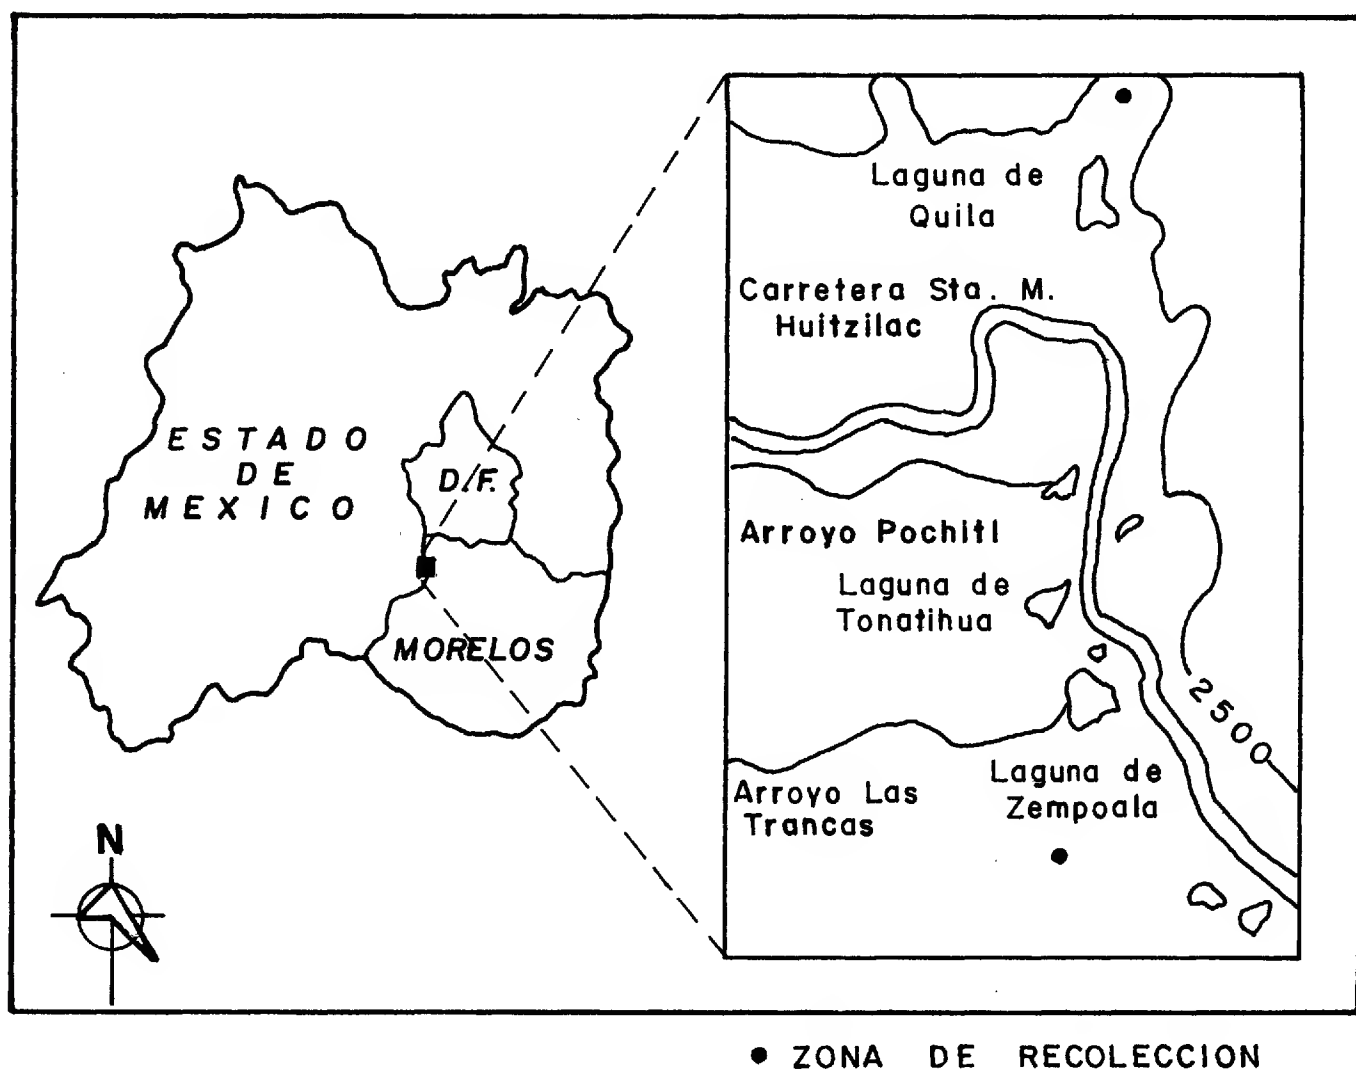 ESTADO
DE
MEXICO
D.F.
MORELOS
N
Laguna de
Quila
Carretera Sta. M.
Huitzilac
Arroyo Pochitl
Laguna de
Tonatihua
2500
Laguna de
Zempoala
Arroyo Las
Trancas
ZONA DE RECOLECCION